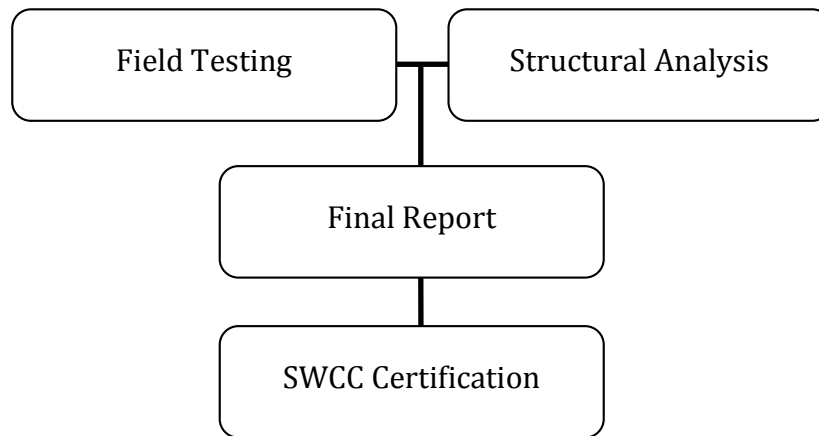 Field Testing
Structural Analysis
Final Report
SWCC Certification